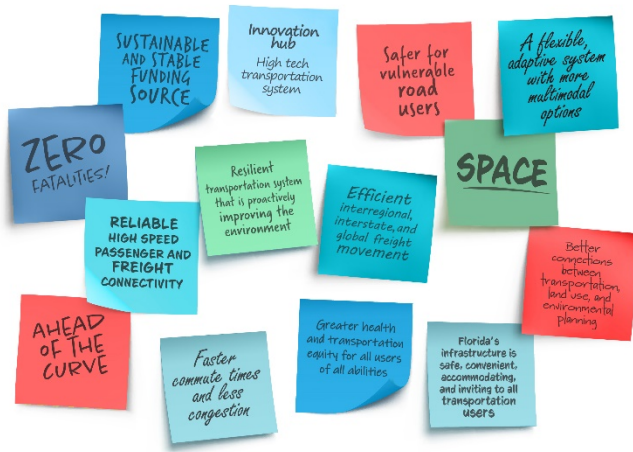 SUSTAINABLE
AND STABLE
FUNDING
SOURCE
Innovation
hub
High tech
transportation
system
Safer for
vulnerable
road
users
A flexible,
adaptive system
with more
multimodal
options
ZERO
FATALITIES!
Resilient
transportation system
that is proactively
improving the
environment
SPACE
RELIABLE
HIGH SPEED
PASSENGER AND
FREIGHT
CONNECTIVITY
Efficient
interregional,
interstate, and
global freight
movement
Better
connections
between
transportation,
land use, and
environmental
planning
AHEAD
OF THE
CURVE
Faster
commute times
and less
congestion
Greater health
and transportation
equity for all users
of all abilities
Florida's
infrastructure is
safe, convenient,
accommodating,
and inviting to all
transportation
users